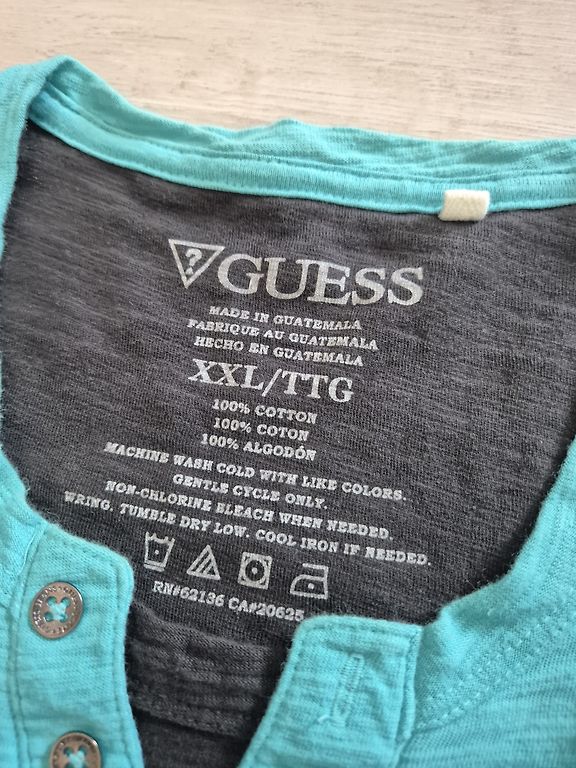 ? GUESS
MADE IN GUATEMALA
FABRIQUE AU GUATEMALA
HECHO EN GUATEMALA
XXL/TTG
100% COTTON
100% COTON
100% ALGODÓN
MACHINE WASH COLD WITH LIKE COLORS.
GENTLE CYCLE ONLY.
NON-CHLORINE BLEACH WHEN NEEDED.
WRING. TUMBLE DRY LOW. COOL IRON IF NEEDED.
RN#62136 CA#20625